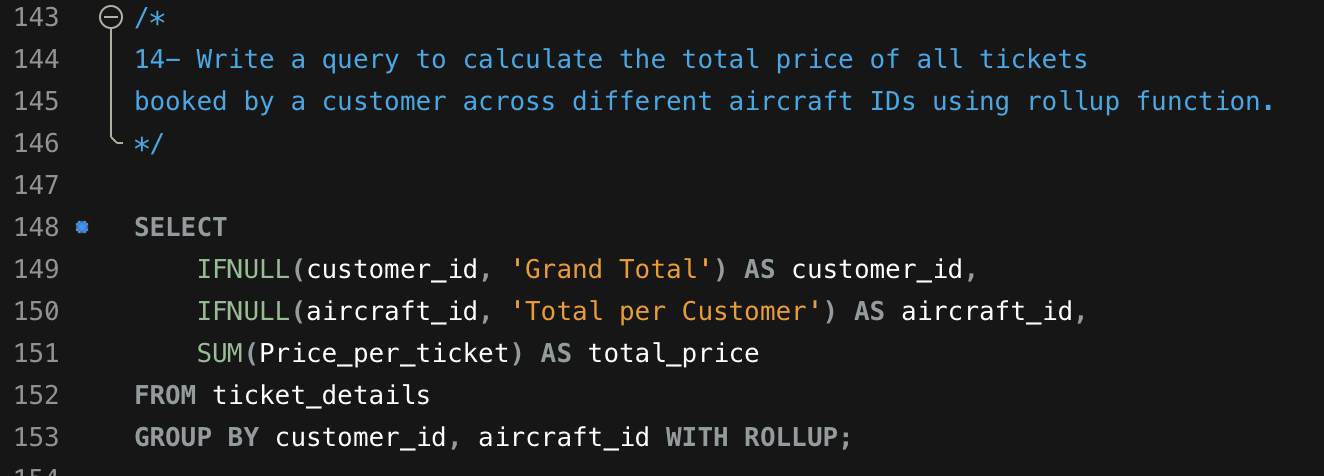 143 /*
144 14- Write a query to calculate the total price of all tickets
145 booked by a customer across different aircraft IDs using rollup function.
146 */
147
148 SELECT
149 IFNULL(customer_id, 'Grand Total') AS customer_id,
150 IFNULL(aircraft_id, 'Total per Customer') AS aircraft_id,
151 SUM(Price_per_ticket) AS total_price
152 FROM ticket_details
153 GROUP BY customer_id, aircraft_id WITH ROLLUP;
154